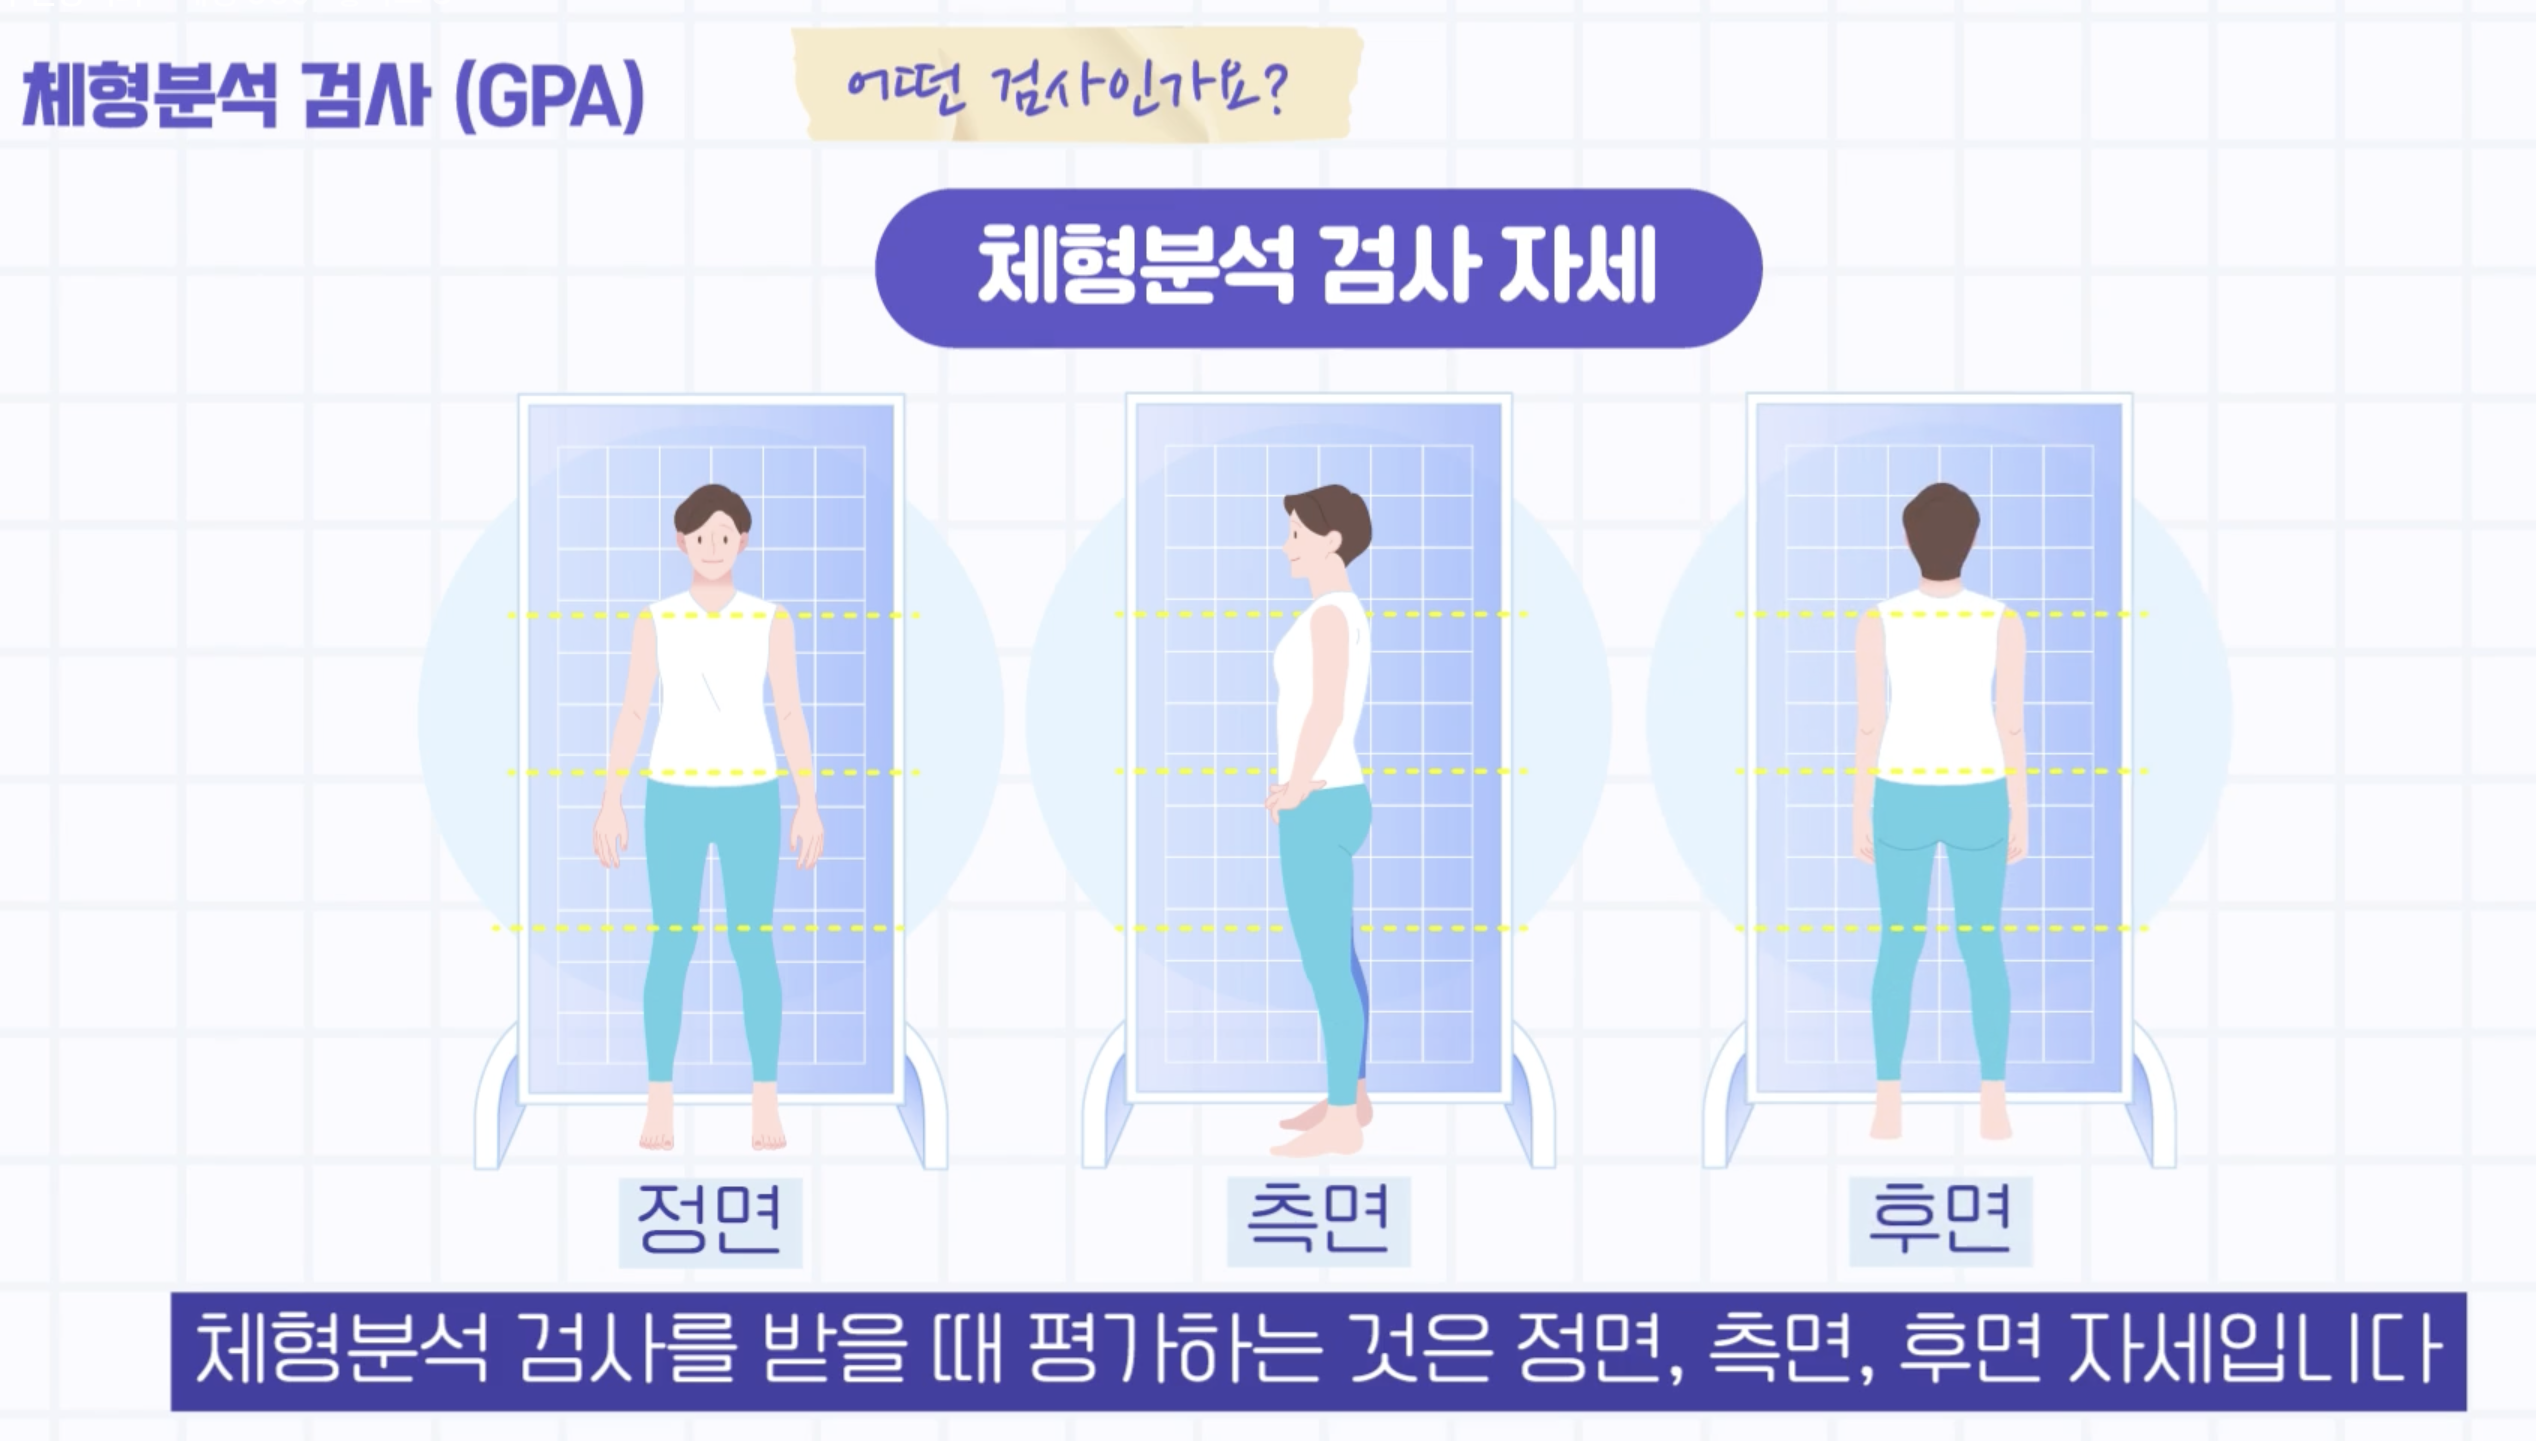 체형분석 검사 (GPA)
어떤 검사인가요?
체형분석 검사 자세
정면
측면
후면
체형분석 검사를 받을 때 평가하는 것은 정면, 측면, 후면 자세입니다